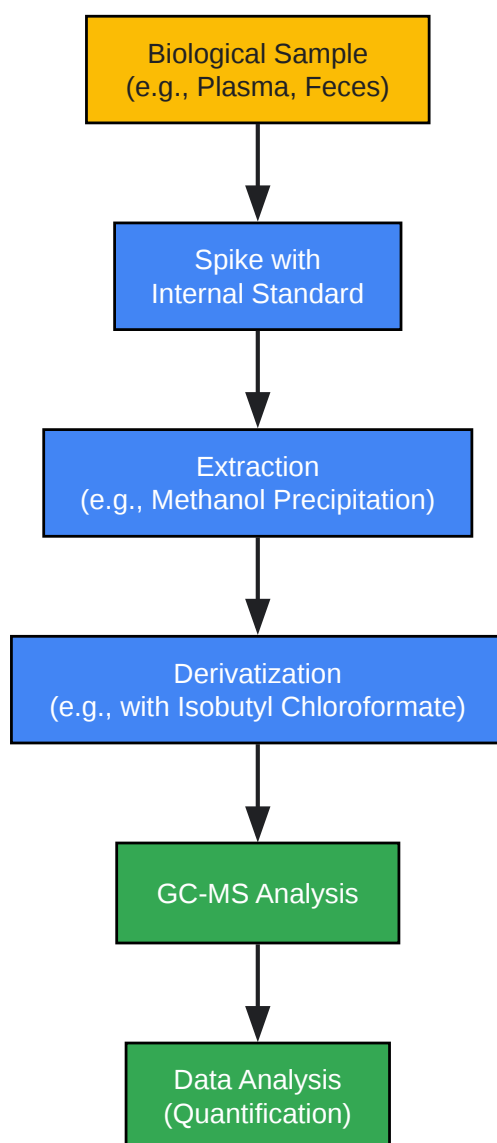 Biological Sample
(e.g., Plasma, Feces)
Spike with
Internal Standard
Extraction
(e.g., Methanol Precipitation)
Derivatization
(e.g., with Isobutyl Chloroformate)
GC-MS Analysis
Data Analysis
(Quantification)